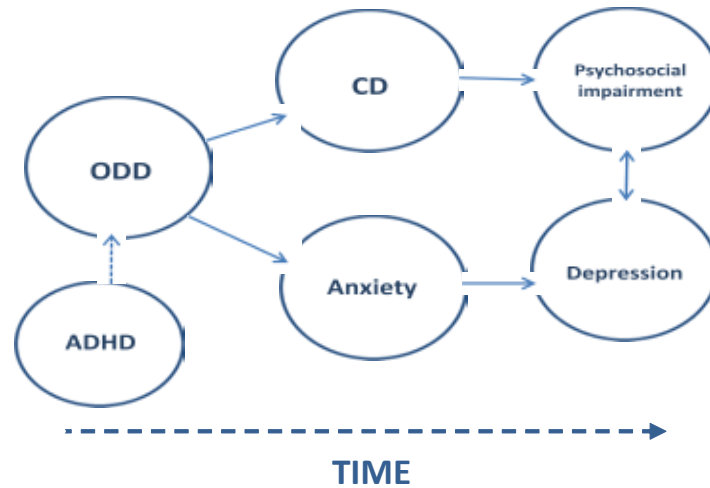 CD
Psychosocial
impairment
ODD
Anxiety
Depression
ADHD
TIME